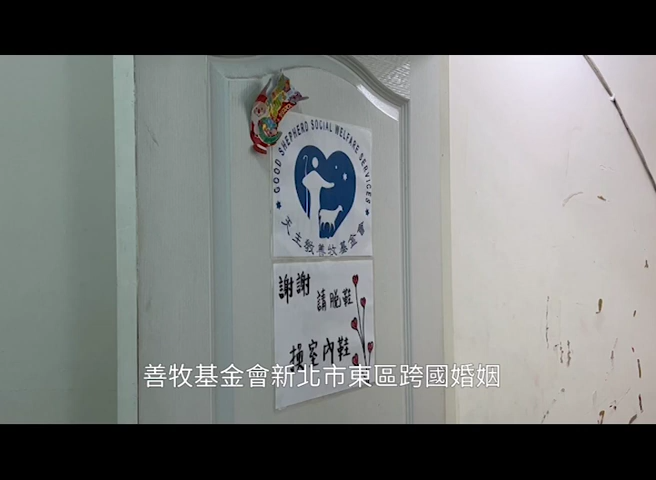 GOOD SHEPHERD SOCIAL WELFARE SERVICES
天主教善牧基金會
謝謝
請脫鞋
換室內鞋
善牧基金會新北市東區跨國婚姻